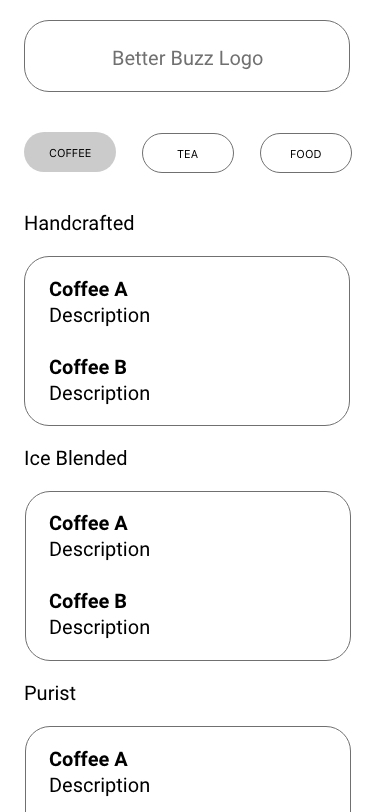 Better Buzz Logo
COFFEE TEA FOOD
Handcrafted
Coffee A
Description
Coffee B
Description
Ice Blended
Coffee A
Description
Coffee B
Description
Purist
Coffee A
Description